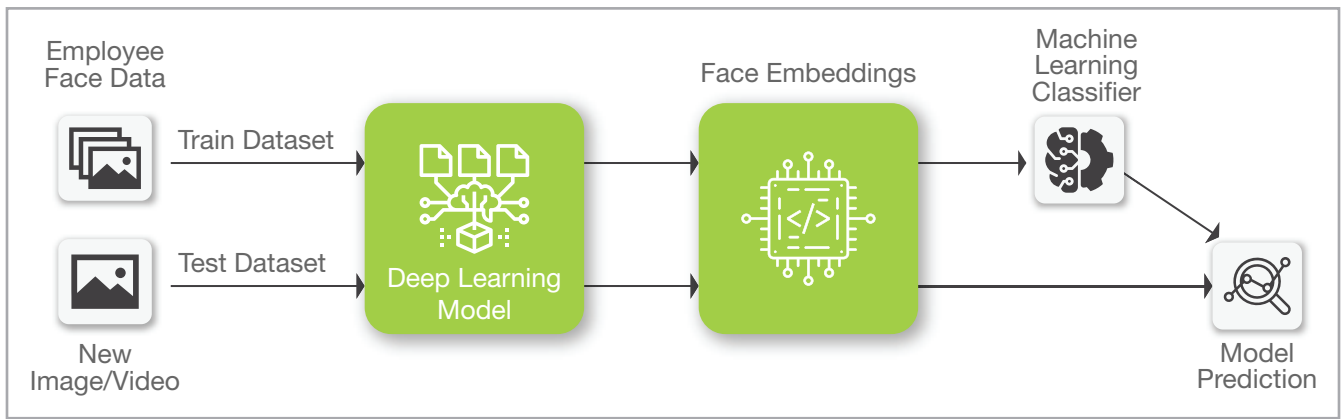 Employee
Face Data
Train Dataset
Test Dataset
New
Image/Video
Deep Learning
Model
Face Embeddings
</>
Machine
Learning
Classifier
Model
Prediction